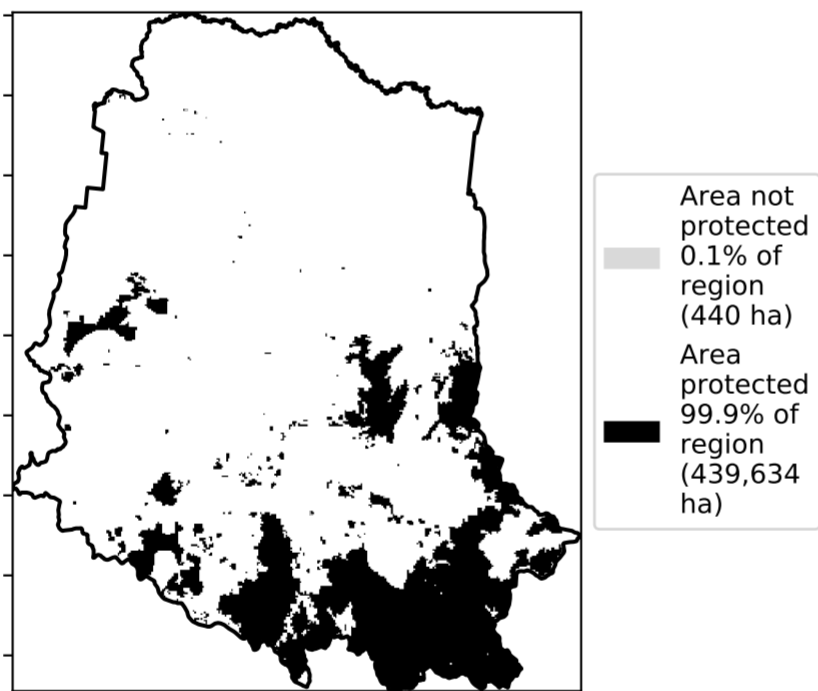 Area not
protected
0.1% of
region
(440 ha)
Area
protected
99.9% of
region
(439,634
ha)